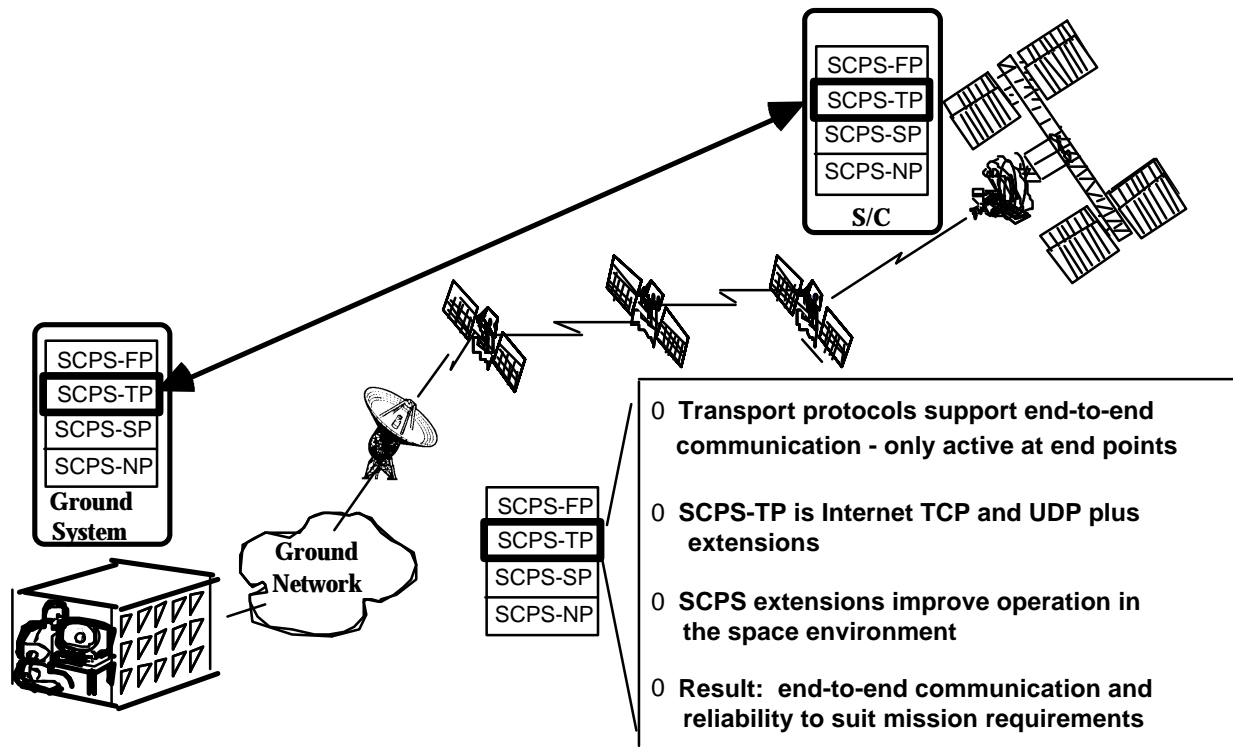 SCPS-FP
SCPS-TP
SCPS-SP
SCPS-NP
S/C
SCPS-FP
SCPS-TP
SCPS-SP
SCPS-NP
Ground
System
Ground
Network
SCPS-FP
SCPS-TP
SCPS-SP
SCPS-NP
0 Transport protocols support end-to-end
communication - only active at end points
0 SCPS-TP is Internet TCP and UDP plus
extensions
0 SCPS extensions improve operation in
the space environment
0 Result: end-to-end communication and
reliability to suit mission requirements